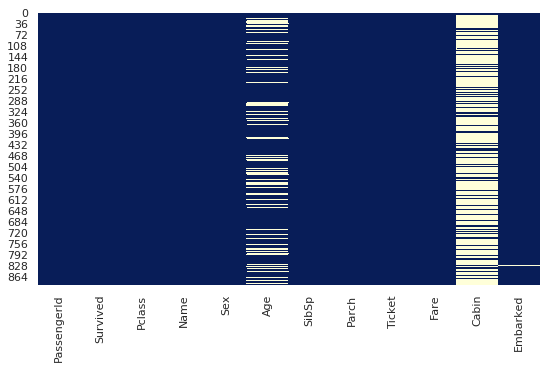 0
36
72
108
144
180
216
252
288
324
360
396
432
468
504
540
576
612
648
684
720
756
792
828
864
PassengerId
Survived
Pclass
Name
Sex
Age
SibSp
Parch
Ticket
Fare
Cabin
Embarked